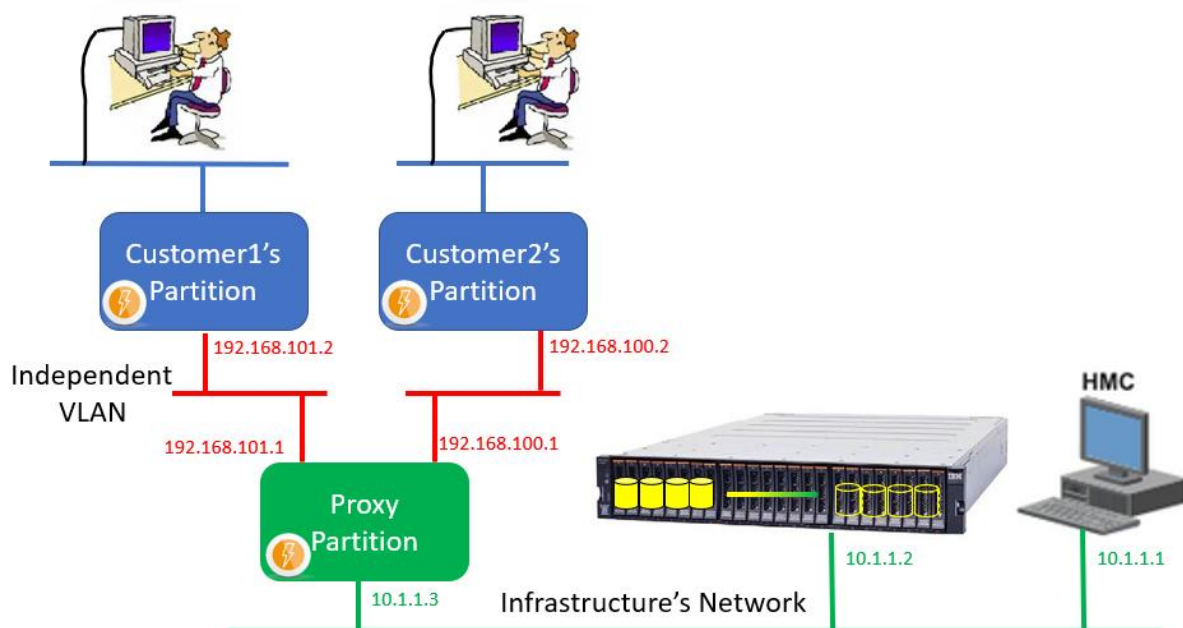 Customer1's
Partition
Customer2's
Partition
192.168.101.2
192.168.100.2
Independent
VLAN
192.168.101.1
192.168.100.1
HMC
IBM
Proxy
Partition
10.1.1.3
10.1.1.2
10.1.1.1
Infrastructure's Network